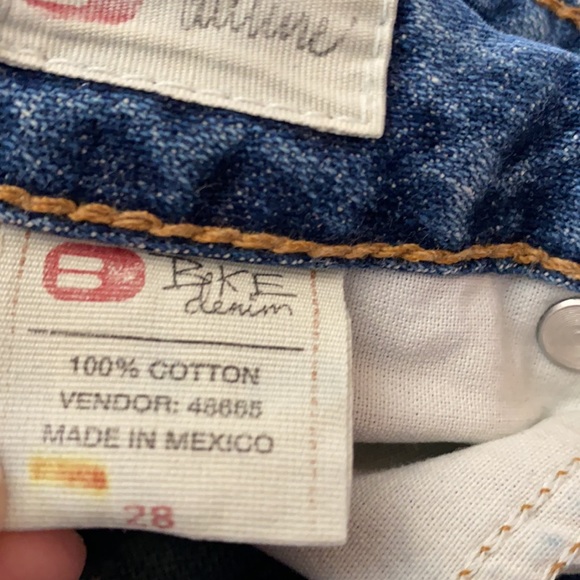 BKE
denim
100% COTTON
VENDOR: 48665
MADE IN MEXICO
28